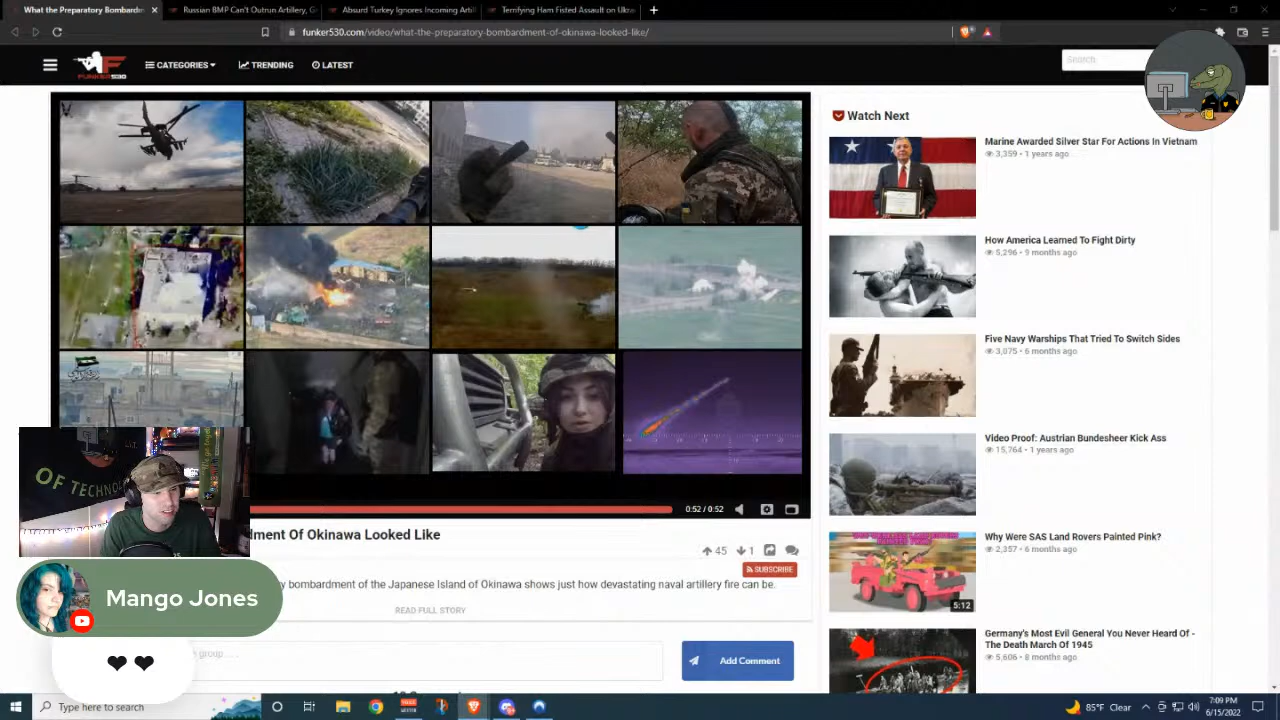 What the Preparatory Bombardm
Russian BMP Can't Outrun Artillery, G
Absurd Turkey Ignores Incoming Artil
Terrifying Ham Fisted Assault on Ukra
funker530.com/video/what-the-preparatory-bombardment-of-okinawa-looked-like/
FUNKER530
CATEGORIES
TRENDING
LATEST
Search
Watch Next
Marine Awarded Silver Star For Actions In Vietnam
3,359 • 1 years ago
How America Learned To Fight Dirty
5,296 • 9 months ago
Five Navy Warships That Tried To Switch Sides
3,075 • 6 months ago
Video Proof: Austrian Bundesheer Kick Ass
15,764 • 1 years ago
Why Were SAS Land Rovers Painted Pink?
2,357 • 6 months ago
5:12
Germany's Most Evil General You Never Heard Of -
The Death March Of 1945
5,606 • 8 months ago
0:52 / 0:52
OF TECHNO
dment Of Okinawa Looked Like
45
1
SUBSCRIBE
y bombardment of the Japanese Island of Okinawa shows just how devastating naval artillery fire can be.
READ FULL STORY
Mango Jones
❤ ❤
group ....
Add Comment
Type here to search
85°F Clear
7:09 PM
6/15/2022